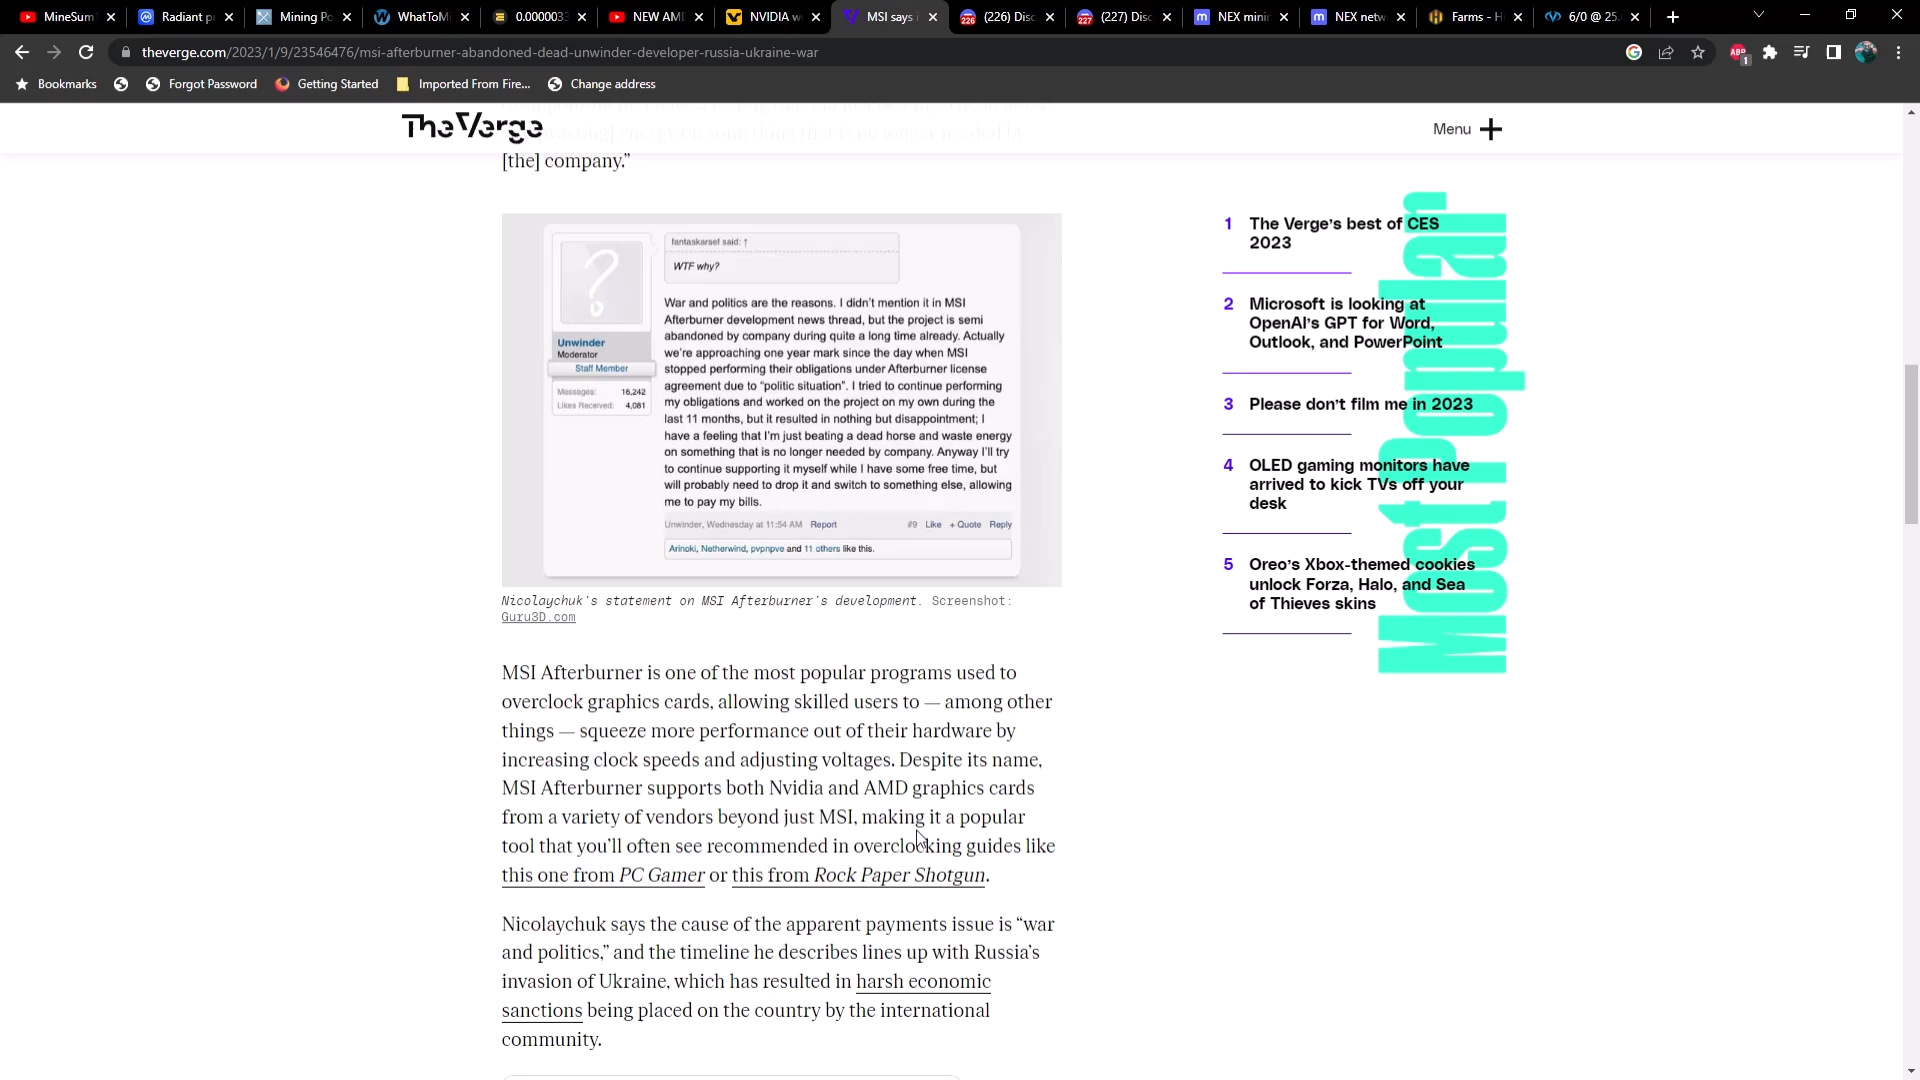 MineSum
Radiant p
Mining Po
WhatToMi
0.0000033
NEW AMD
NVIDIA w
MSI says i
(226) Disc
(227) Disc
NEX minin
NEX netw
Farms - H
6/0 @ 25.
theverge.com/2023/1/9/23546476/msi-afterburner-abandoned-dead-unwinder-developer-russia-ukraine-war
ABP
1
Bookmarks
Forgot Password
Getting Started
Imported From Fire...
Change address
The Verge
Menu
wasting] energy on something that is no longer needed by
[the] company.”
fantaskarsef said: ↑
WTF why?
Unwinder
Moderator
Staff Member
Messages: 16,242
Likes Received: 4,081
War and politics are the reasons. I didn't mention it in MSI
Afterburner development news thread, but the project is semi
abandoned by company during quite a long time already. Actually
we're approaching one year mark since the day when MSI
stopped performing their obligations under Afterburner license
agreement due to "politic situation". I tried to continue performing
my obligations and worked on the project on my own during the
last 11 months, but it resulted in nothing but disappointment; I
have a feeling that I'm just beating a dead horse and waste energy
on something that is no longer needed by company. Anyway I'll try
to continue supporting it myself while I have some free time, but
will probably need to drop it and switch to something else, allowing
me to pay my bills.
Unwinder, Wednesday at 11:54 AM Report #9 Like + Quote Reply
Arinoki, Netherwind, pvpnpve and 11 others like this.
Nicolaychuk's statement on MSI Afterburner's development. Screenshot:
Guru3D.com
MSI Afterburner is one of the most popular programs used to
overclock graphics cards, allowing skilled users to — among other
things — squeeze more performance out of their hardware by
increasing clock speeds and adjusting voltages. Despite its name,
MSI Afterburner supports both Nvidia and AMD graphics cards
from a variety of vendors beyond just MSI, making it a popular
tool that you’ll often see recommended in overclocking guides like
this one from PC Gamer or this from Rock Paper Shotgun.
Nicolaychuk says the cause of the apparent payments issue is “war
and politics,” and the timeline he describes lines up with Russia’s
invasion of Ukraine, which has resulted in harsh economic
sanctions being placed on the country by the international
community.
Most Popular
1 The Verge’s best of CES
2023
2 Microsoft is looking at
OpenAI’s GPT for Word,
Outlook, and PowerPoint
3 Please don’t film me in 2023
4 OLED gaming monitors have
arrived to kick TVs off your
desk
5 Oreo’s Xbox-themed cookies
unlock Forza, Halo, and Sea
of Thieves skins